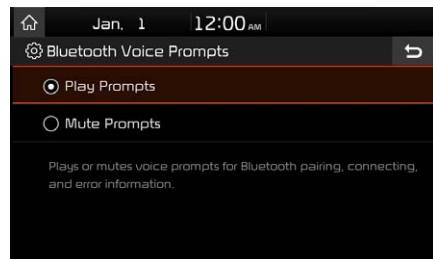 Jan. 1 12:00 AM
Bluetooth Voice Prompts
Play Prompts
Mute Prompts
Plays or mutes voice prompts for Bluetooth pairing, connecting,
and error information.